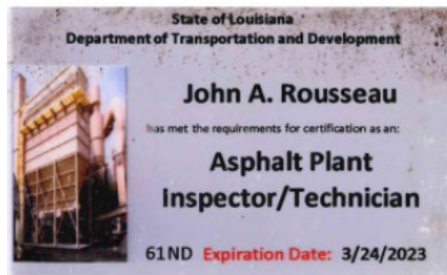 State of Louisiana
Department of Transportation and Development
John A. Rousseau
has met the requirements for certification as an:
Asphalt Plant
Inspector/Technician
61ND Expiration Date: 3/24/2023